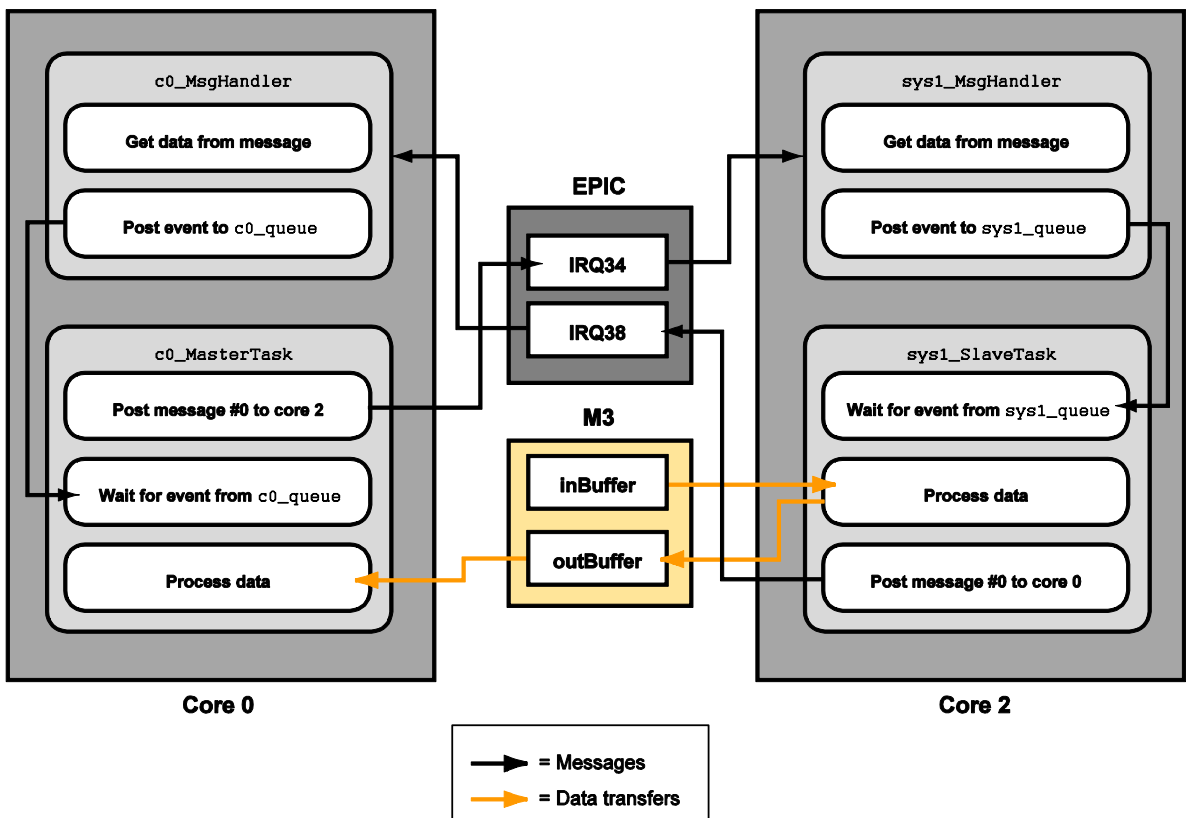 c0_MsgHandler
Get data from message
Post event to c0_queue
c0_MasterTask
Post message #0 to core 2
Wait for event from c0_queue
Process data
Core 0
EPIC
IRQ34
IRQ38
M3
inBuffer
outBuffer
sys1_MsgHandler
Get data from message
Post event to sys1_queue
sys1_SlaveTask
Wait for event from sys1_queue
Process data
Post message #0 to core 0
Core 2
= Messages
= Data transfers